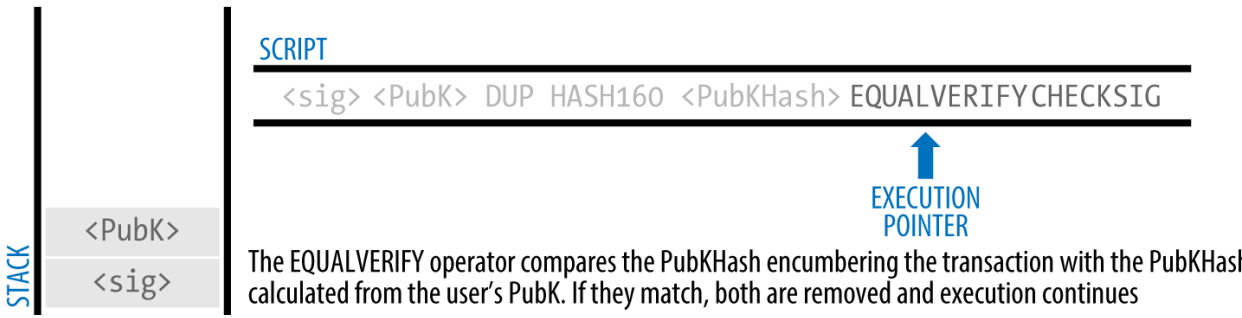 SCRIPT
<sig> <PubK> DUP HASH160 <PubKHash> EQUALVERIFY CHECKSIG
EXECUTION
POINTER
<PubK>
<sig>
STACK
The EQUALVERIFY operator compares the PubKHash encumbering the transaction with the PubKHash
calculated from the user's PubK. If they match, both are removed and execution continues